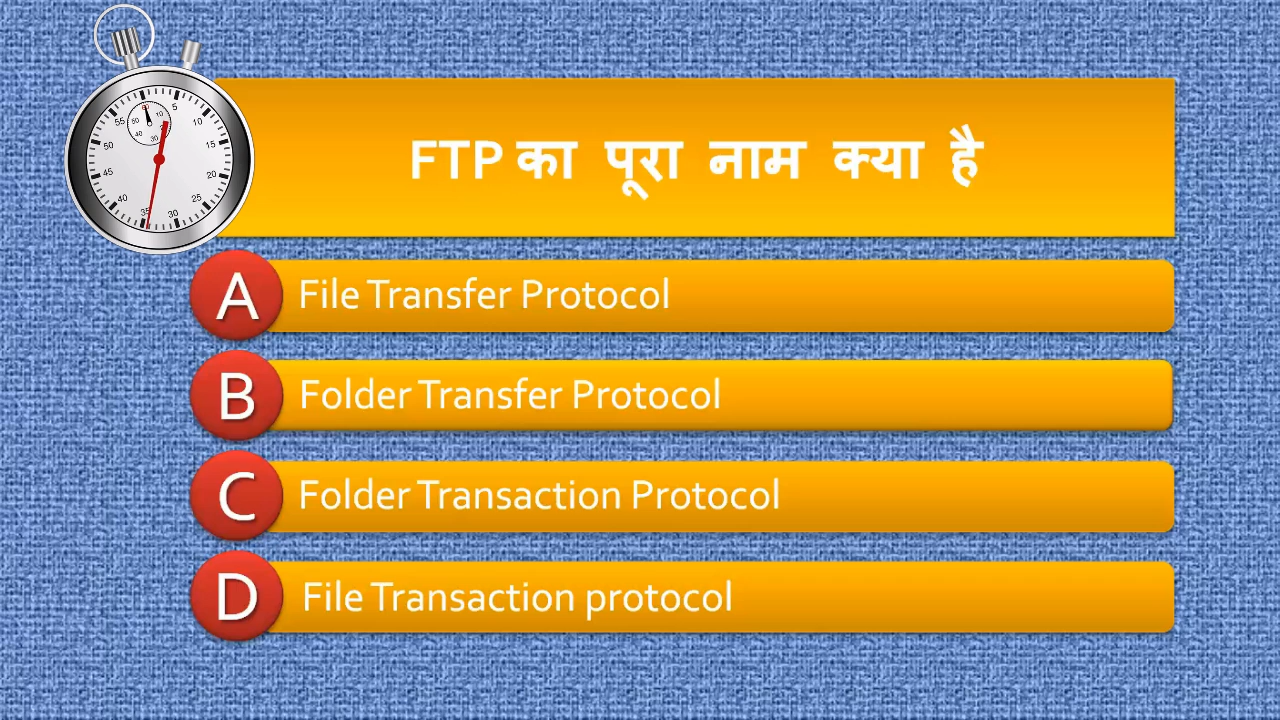 FTP का पूरा नाम क्या है
A File Transfer Protocol
B Folder Transfer Protocol
C Folder Transaction Protocol
D File Transaction protocol